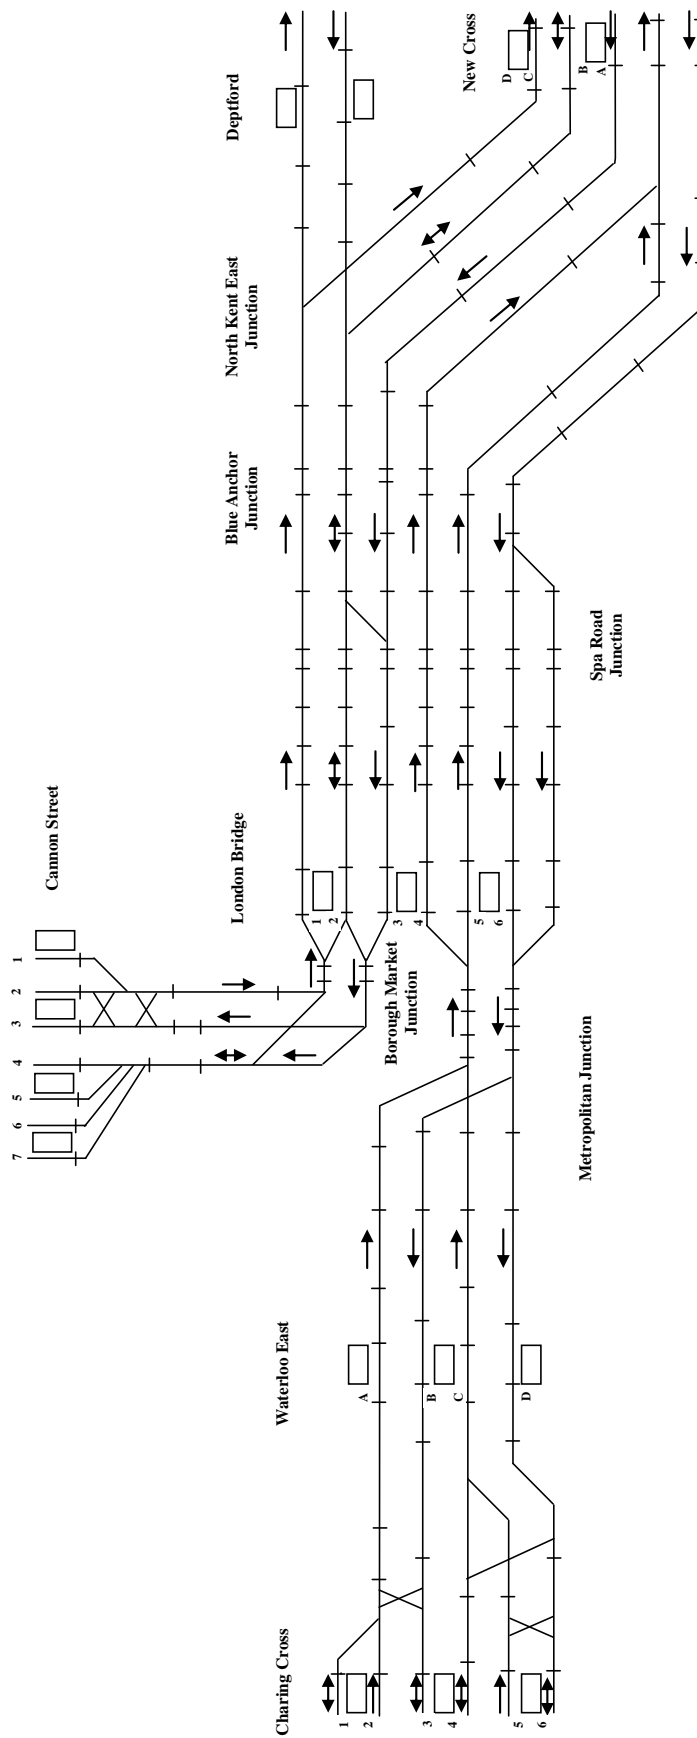 7
6
5
4
3
2
1
Cannon Street
Charing Cross
1
2
3
4
5
6
Waterloo East
A
B
C
D
Metropolitan Junction
Borough Market
Junction
London Bridge
1
2
3
4
5
6
Spa Road
Junction
Blue Anchor
Junction
North Kent East
Junction
Deptford
New Cross
D
C
B
A